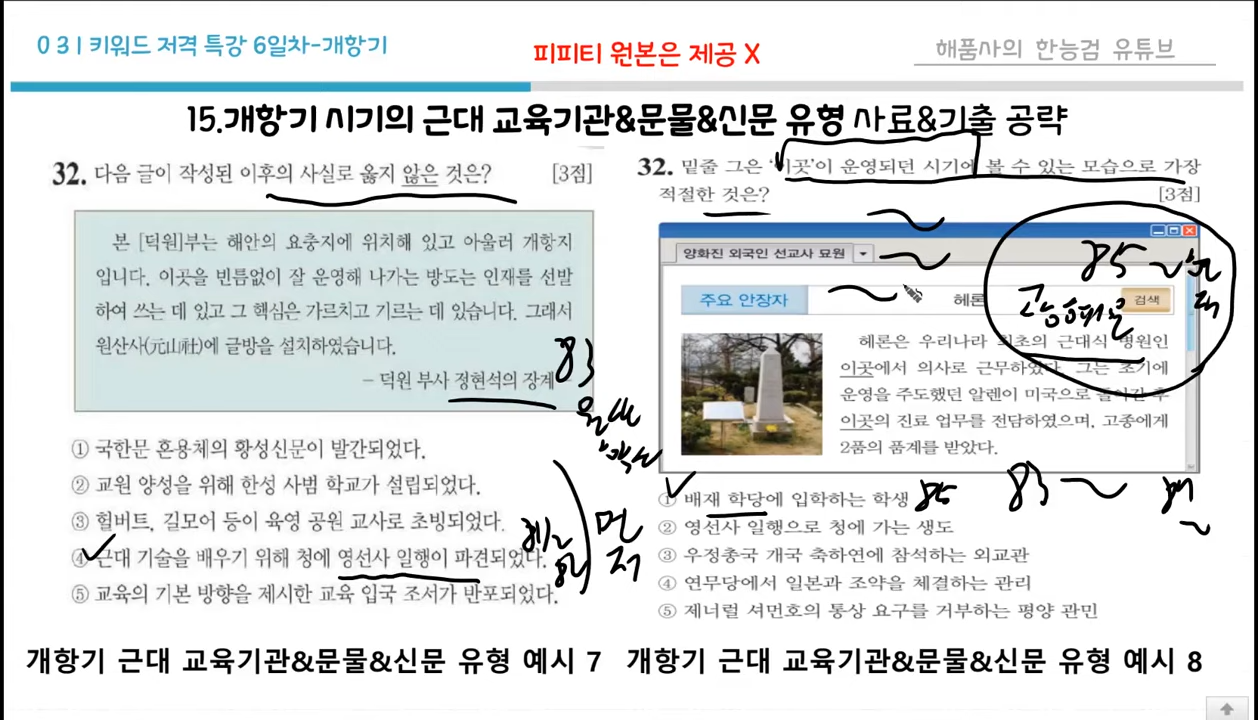 03 | 키워드 저격 특강 6일차-개항기
피피티 원본은 제공 X
해품사의 한능검 유튜브
15.개항기 시기의 근대 교육기관&문물&신문 유형 사료&기출 공략
32. 다음 글이 작성된 이후의 사실로 옳지 않은 것은? [3점]
본 [덕원]부는 해안의 요충지에 위치해 있고 아울러 개항지
입니다. 이곳을 빈틈없이 잘 운영해 나가는 방도는 인재를 선발
하여 쓰는 데 있고 그 핵심은 가르치고 기르는 데 있습니다. 그래서
원산사(元山社)에 글방을 설치하였습니다.
- 덕원 부사 정현석의 장계
83
① 국한문 혼용체의 황성신문이 발간되었다.
② 교원 양성을 위해 한성 사범 학교가 설립되었다.
③ 헐버트, 길모어 등이 육영 공원 교사로 초빙되었다.
④ 근대 기술을 배우기 위해 청에 영선사 일행이 파견되었다.
⑤ 교육의 기본 방향을 제시한 교육 입국 조서가 반포되었다.
개항기 근대 교육기관&문물&신문 유형 예시 7
32. 밑줄 그은 '이곳'이 운영되던 시기에 볼 수 있는 모습으로 가장
적절한 것은? [3점]
양화진 외국인 선교사 묘원
85
주요 안장자 헤론 검색
헤론은 우리나라 최초의 근대식 병원인
이곳에서 의사로 근무하였다. 그는 초기에
운영을 주도했던 알렌이 미국으로 돌아간 후
이곳의 진료 업무를 전담하였으며, 고종에게
2품의 품계를 받았다.
① 배재 학당에 입학하는 학생 85 83
② 영선사 일행으로 청에 가는 생도
③ 우정총국 개국 축하연에 참석하는 외교관
④ 연무당에서 일본과 조약을 체결하는 관리
⑤ 제너럴 셔먼호의 통상 요구를 거부하는 평양 관민
개항기 근대 교육기관&문물&신문 유형 예시 8